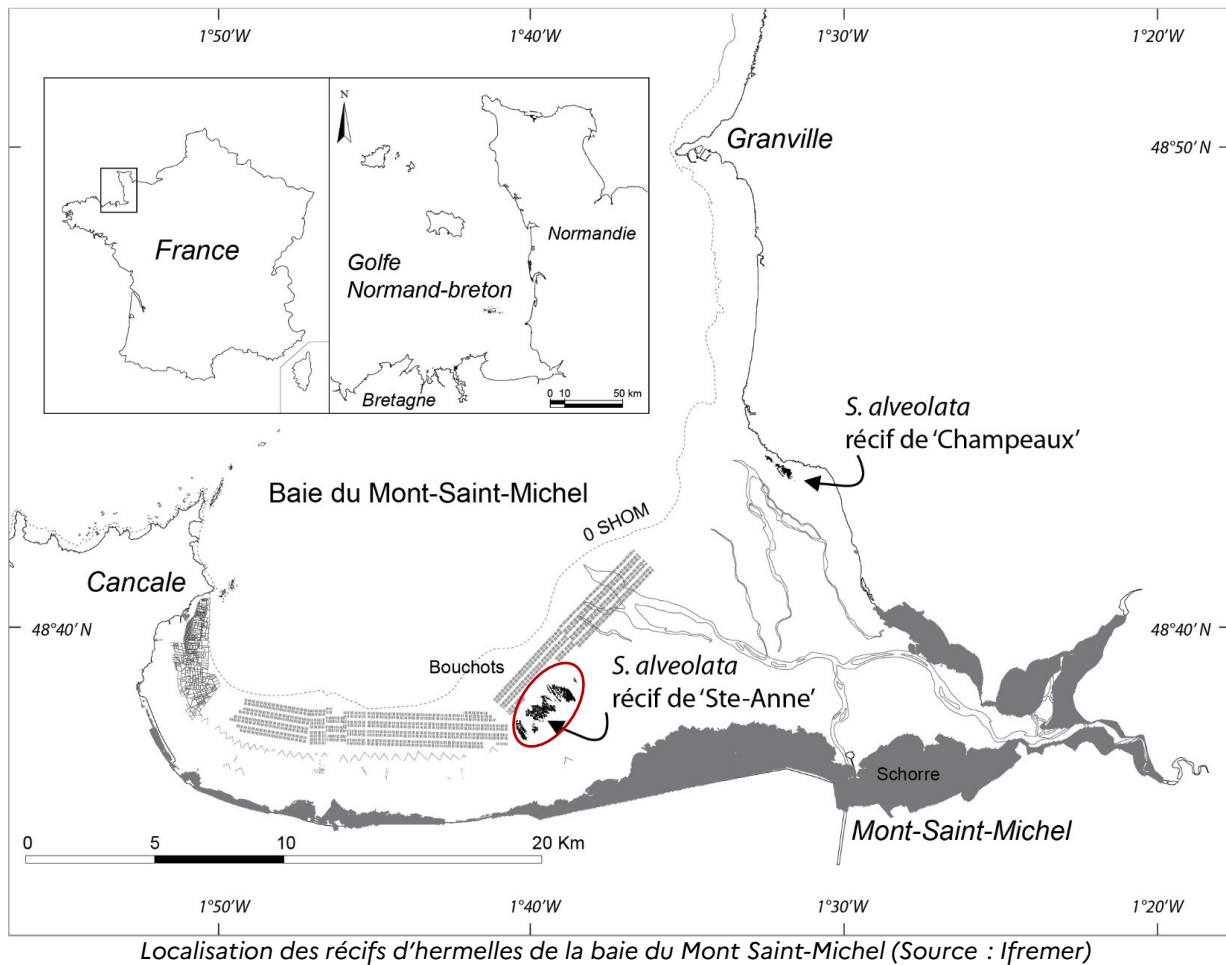 1°50'W
1°40'W
1°30'W
1°20'W
N
Granville
48°50' N
Normandie
France
Golfe
Normand-breton
Bretagne
0 10 50 km
S. alveolata
récif de 'Champeaux'
Baie du Mont-Saint-Michel
0 SHOM
Cancale
48°40' N
48°40' N
Bouchots
S. alveolata
récif de 'Ste-Anne'
Schorre
Mont-Saint-Michel
0 5 10 20 Km
1°50'W
1°40'W
1°30'W
1°20'W
Localisation des récifs d'hermelles de la baie du Mont Saint-Michel (Source : Ifremer)